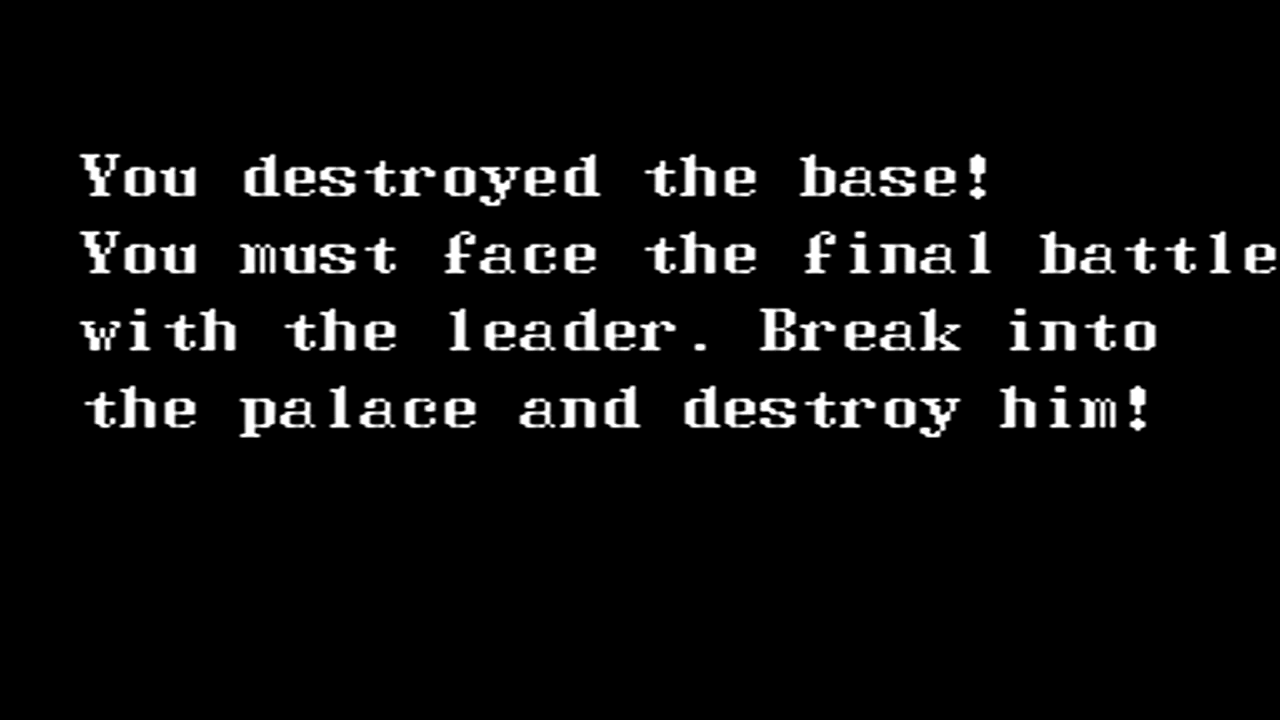 You destroyed the base!
You must face the final battle
with the leader. Break into
the palace and destroy him!